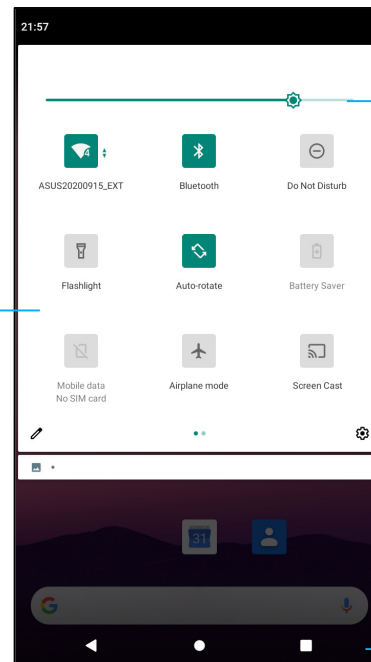 21:57
4
ASUS20200915_EXT
Bluetooth
Do Not Disturb
Flashlight
Auto-rotate
Battery Saver
Mobile data
No SIM card
Airplane mode
Screen Cast
31
G